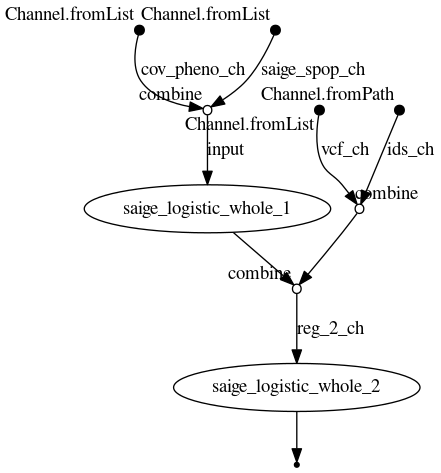 Channel.fromList
Channel.fromList
cov_pheno_ch
saige_spop_ch
combine
Channel.fromPath
Channel.fromList
input
vcf_ch
ids_ch
combine
saige_logistic_whole_1
combine
reg_2_ch
saige_logistic_whole_2